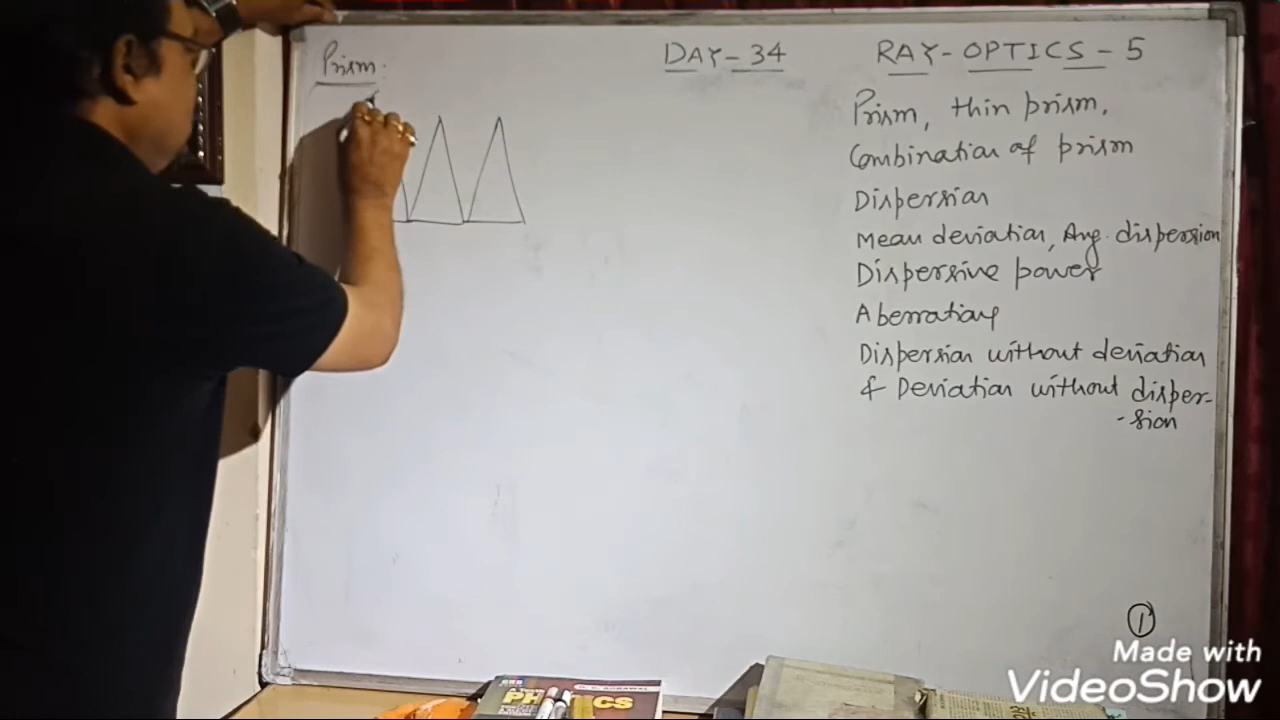 Prism:
DAY-34
RAY-OPTICS-5
Prism, thin prism,
Combination of prism
Dispersion
Mean deviation, Ang. dispersion
Dispersive power
Aberrations
Dispersion without deviation
& Deviation without disper-
-sion
1
Made with
VideoShow